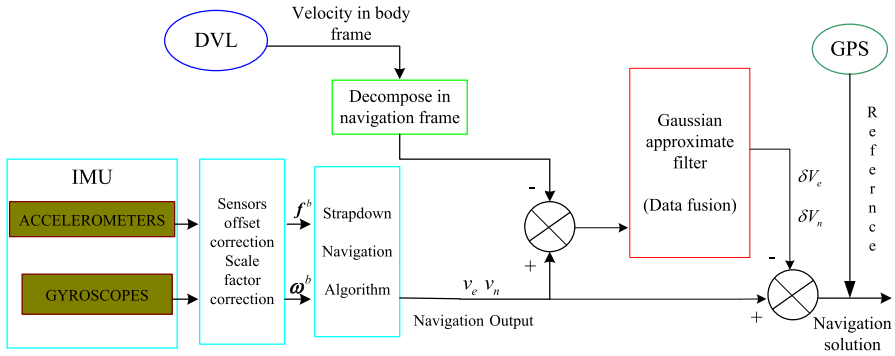 DVL
Velocity in body
frame
GPS
Decompose in
navigation frame
Gaussian
approximate
filter
(Data fusion)
Refernce
IMU
ACCELEROMETERS
GYROSCOPES
Sensors
offset
correction
Scale
factor
correction
f^b
ω^b
Strapdown
Navigation
Algorithm
-
+
v_e v_n
Navigation Output
δV_e
δV_n
-
+
Navigation
solution